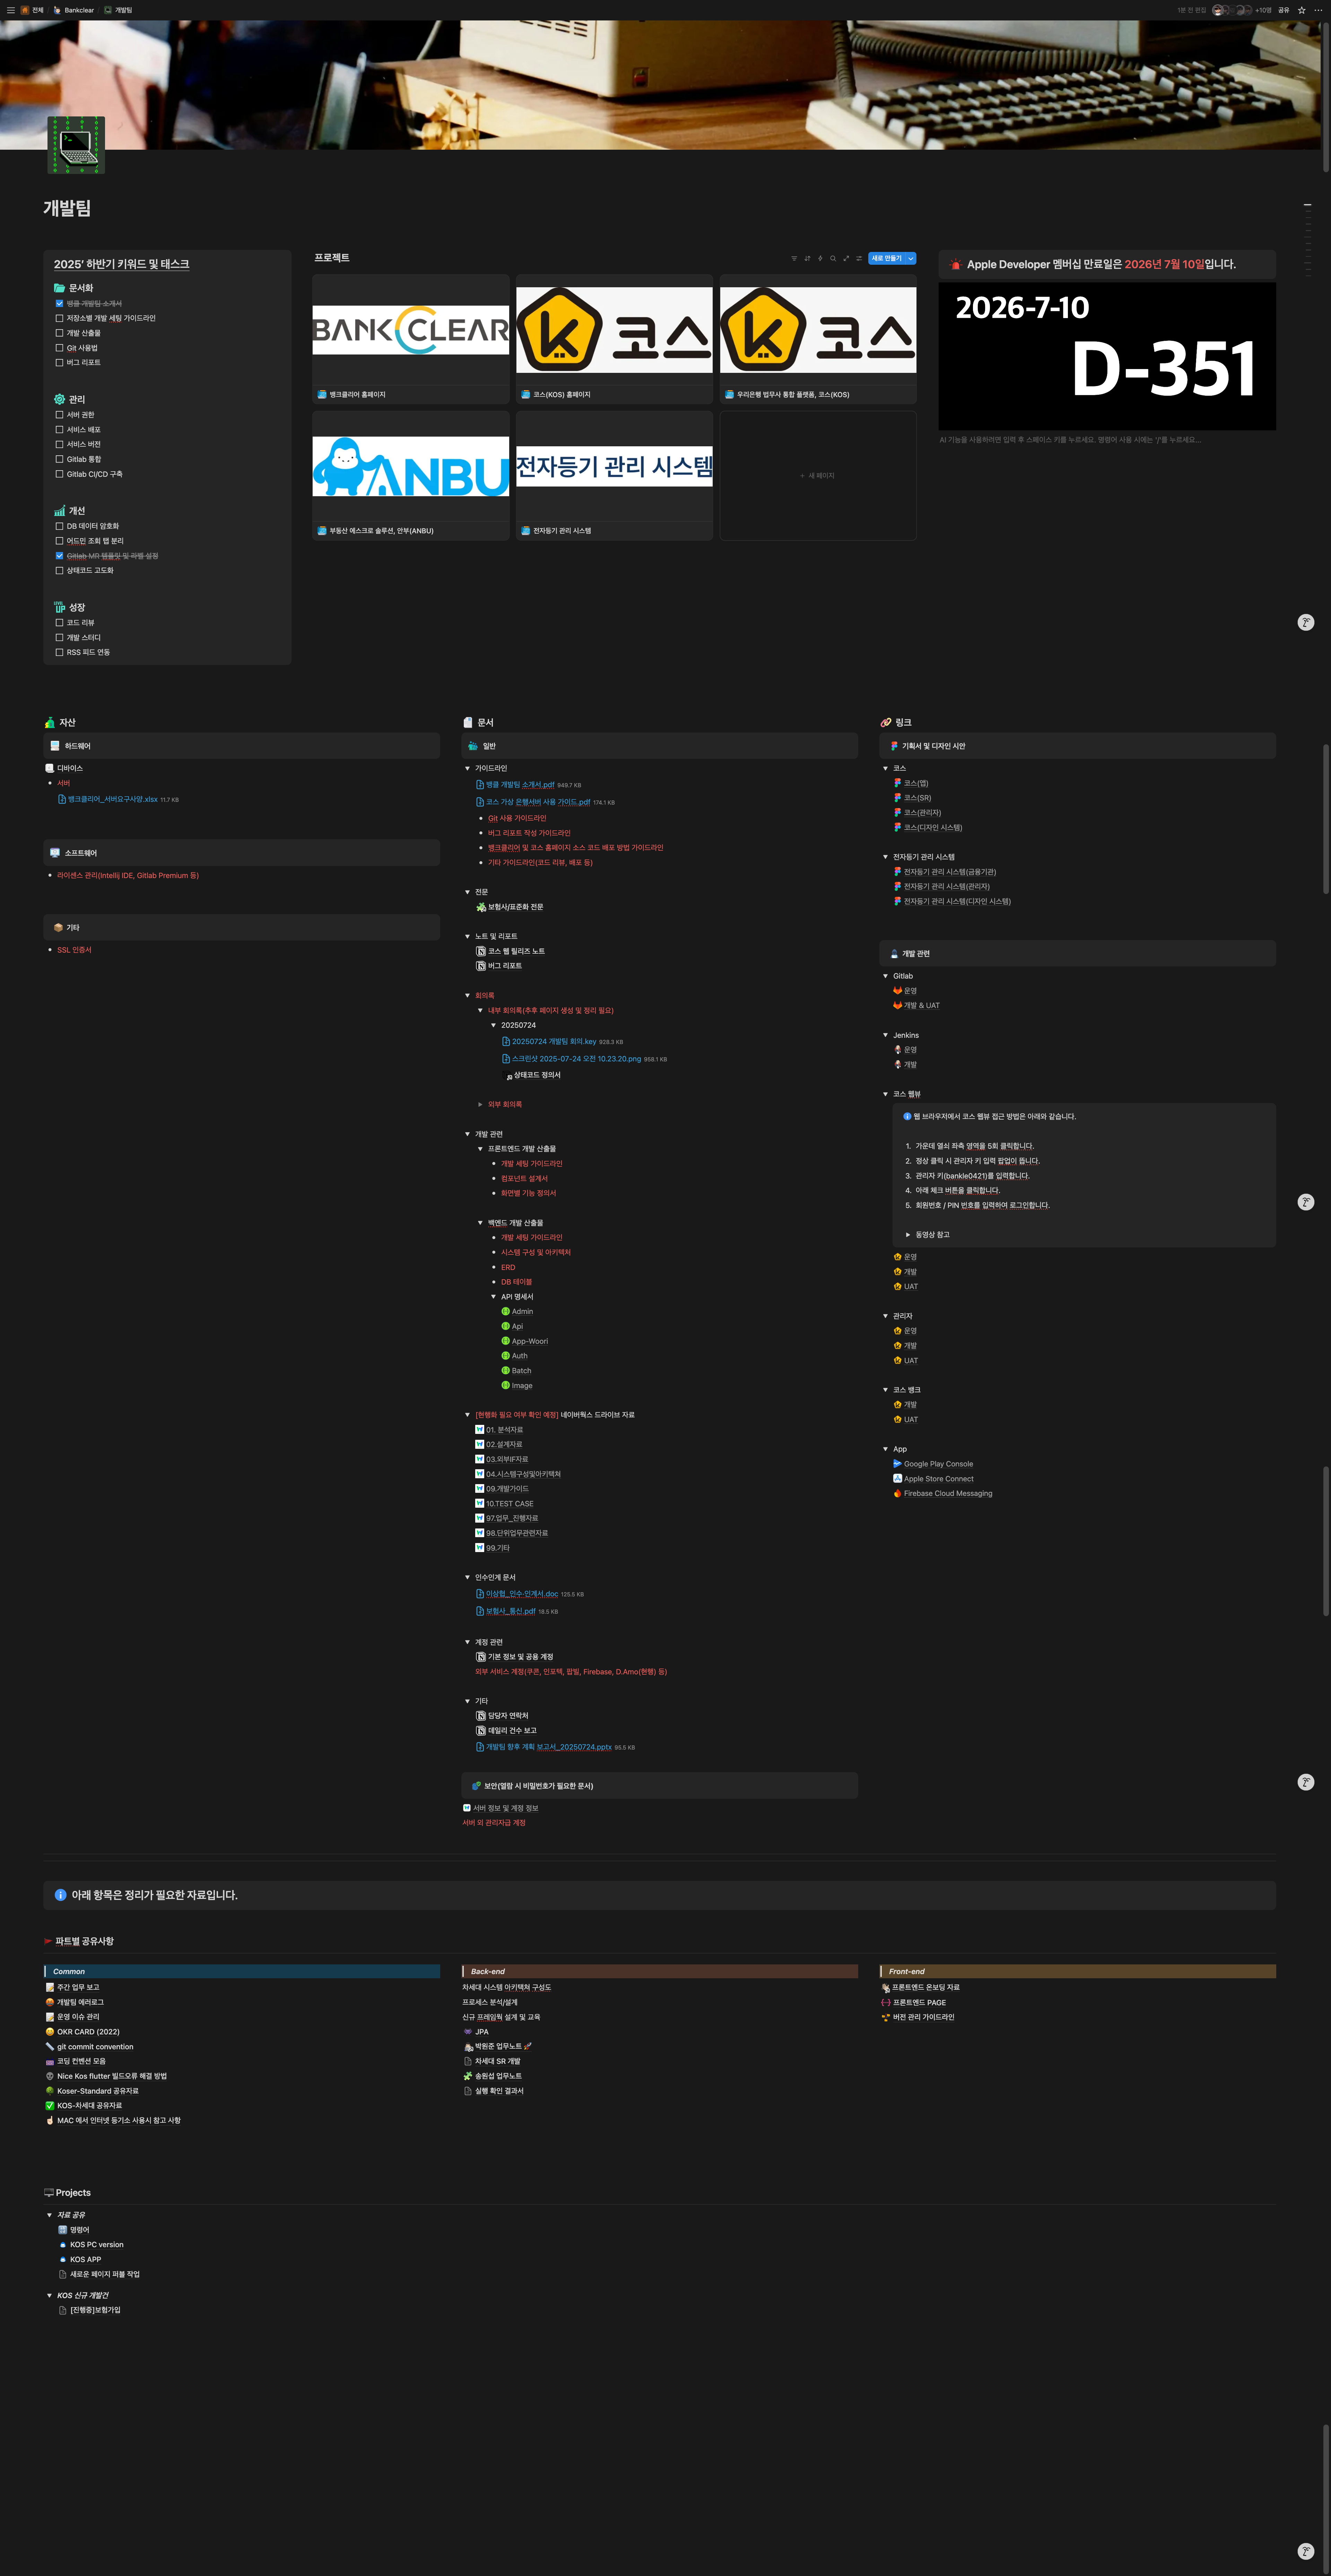 전체 / Bankclear / 개발팀
1분 전 편집 +10명 공유
개발팀
2025' 하반기 키워드 및 태스크
문서화
뱅클 개발팀 소개서
저장소별 개발 세팅 가이드라인
개발 산출물
Git 사용법
버그 리포트
관리
서버 권한
서비스 배포
서비스 버전
Gitlab 통합
Gitlab CI/CD 구축
개선
DB 데이터 암호화
어드민 조회 탭 분리
Gitlab MR 템플릿 및 라벨 설정
상태코드 고도화
성장
코드 리뷰
개발 스터디
RSS 피드 연동
프로젝트
새로 만들기
BANKCLEAR
코스
코스
뱅크클리어 홈페이지
코스(KOS) 홈페이지
우리은행 법무사 통합 플랫폼, 코스(KOS)
ANBU
전자등기 관리 시스템
부동산 에스크로 솔루션, 안부(ANBU)
전자등기 관리 시스템
+ 새 페이지
Apple Developer 멤버십 만료일은 2026년 7월 10일입니다.
2026-7-10
D-351
AI 기능을 사용하려면 입력 후 스페이스 키를 누르세요. 명령어 사용 시에는 '/'를 누르세요...
자산
하드웨어
디바이스
서버
뱅크클리어_서버요구사양.xlsx 11.7 KB
소프트웨어
라이센스 관리(Intellij IDE, Gitlab Premium 등)
기타
SSL 인증서
문서
일반
가이드라인
뱅클 개발팀 소개서.pdf 949.7 KB
코스 가상 은행서버 사용 가이드.pdf 174.1 KB
Git 사용 가이드라인
버그 리포트 작성 가이드라인
뱅크클리어 및 코스 홈페이지 소스 코드 배포 방법 가이드라인
기타 가이드라인(코드 리뷰, 배포 등)
전문
보험사/표준화 전문
노트 및 리포트
코스 웹 릴리즈 노트
버그 리포트
회의록
내부 회의록(추후 페이지 생성 및 정리 필요)
20250724
20250724 개발팀 회의.key 928.3 KB
스크린샷 2025-07-24 오전 10.23.20.png 958.1 KB
상태코드 정의서
외부 회의록
개발 관련
프론트엔드 개발 산출물
개발 세팅 가이드라인
컴포넌트 설계서
화면별 기능 정의서
백엔드 개발 산출물
개발 세팅 가이드라인
시스템 구성 및 아키텍처
ERD
DB 테이블
API 명세서
Admin
Api
App-Woori
Auth
Batch
Image
[현행화 필요 여부 확인 예정] 네이버웍스 드라이브 자료
01. 분석자료
02.설계자료
03.외부IF자료
04.시스템구성및아키텍쳐
09.개발가이드
10.TEST CASE
97.업무_진행자료
98.단위업무관련자료
99.기타
인수인계 문서
이상협_인수·인계서.doc 125.5 KB
보험사_통신.pdf 18.5 KB
계정 관련
기본 정보 및 공용 계정
외부 서비스 계정(쿠콘, 인포텍, 팝빌, Firebase, D.Amo(현행) 등)
기타
담당자 연락처
데일리 건수 보고
개발팀 향후 계획 보고서_20250724.pptx 95.5 KB
보안(열람 시 비밀번호가 필요한 문서)
서버 정보 및 계정 정보
서버 외 관리자급 계정
링크
기획서 및 디자인 시안
코스
코스(앱)
코스(SR)
코스(관리자)
코스(디자인 시스템)
전자등기 관리 시스템
전자등기 관리 시스템(금융기관)
전자등기 관리 시스템(관리자)
전자등기 관리 시스템(디자인 시스템)
개발 관련
Gitlab
운영
개발 & UAT
Jenkins
운영
개발
코스 웹뷰
웹 브라우저에서 코스 웹뷰 접근 방법은 아래와 같습니다.
1. 가운데 열쇠 좌측 영역을 5회 클릭합니다.
2. 정상 클릭 시 관리자 키 입력 팝업이 뜹니다.
3. 관리자 키(bankle0421)를 입력합니다.
4. 아래 체크 버튼을 클릭합니다.
5. 회원번호 / PIN 번호를 입력하여 로그인합니다.
동영상 참고
운영
개발
UAT
관리자
운영
개발
UAT
코스 뱅크
개발
UAT
App
Google Play Console
Apple Store Connect
Firebase Cloud Messaging
아래 항목은 정리가 필요한 자료입니다.
파트별 공유사항
Common
주간 업무 보고
개발팀 에러로그
운영 이슈 관리
OKR CARD (2022)
git commit convention
코딩 컨벤션 모음
Nice Kos flutter 빌드오류 해결 방법
Koser-Standard 공유자료
KOS-차세대 공유자료
MAC 에서 인터넷 등기소 사용시 참고 사항
Back-end
차세대 시스템 아키택쳐 구성도
프로세스 분석/설계
신규 프레임웍 설계 및 교육
JPA
박원준 업무노트
차세대 SR 개발
송원섭 업무노트
실행 확인 결과서
Front-end
프론트엔드 온보딩 자료
프론트엔드 PAGE
버전 관리 가이드라인
Projects
자료 공유
명령어
KOS PC version
KOS APP
새로운 페이지 퍼블 작업
KOS 신규 개발건
[진행중]보험가입